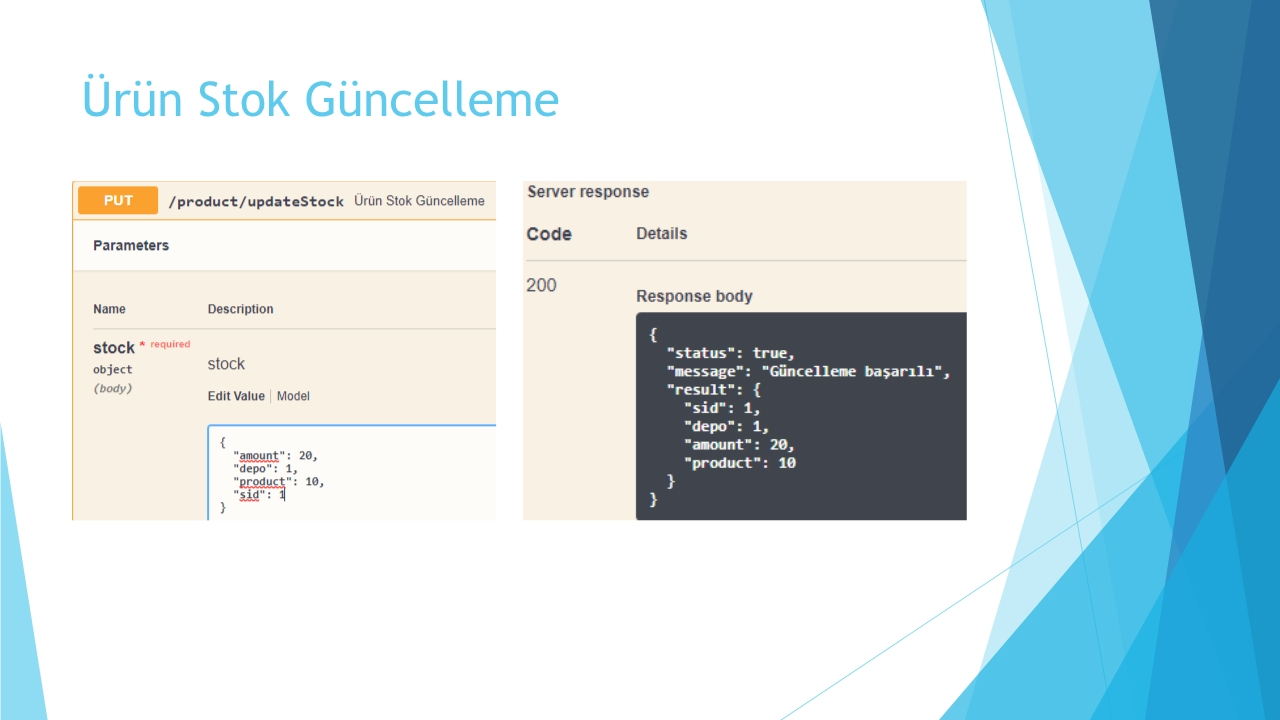 Ürün Stok Güncelleme
PUT /product/updateStock Ürün Stok Güncelleme
Parameters
Name Description
stock * required
object
(body)
stock
Edit Value Model
{
"amount": 20,
"depo": 1,
"product": 10,
"sid": 1
}
Server response
Code Details
200
Response body
{
"status": true,
"message": "Güncelleme başarılı",
"result": {
"sid": 1,
"depo": 1,
"amount": 20,
"product": 10
}
}